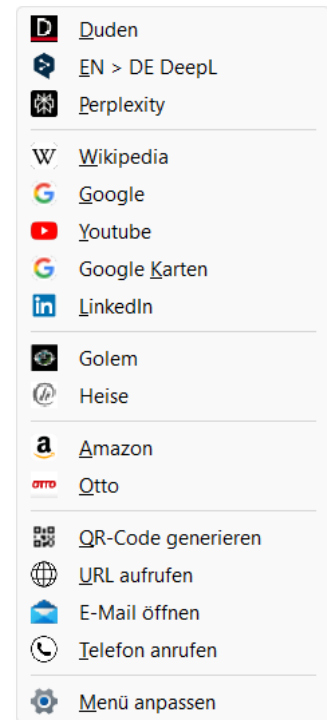 Duden
EN > DE DeepL
Perplexity
Wikipedia
Google
Youtube
Google Karten
LinkedIn
Golem
Heise
Amazon
Otto
QR-Code generieren
URL aufrufen
E-Mail öffnen
Telefon anrufen
Menü anpassen